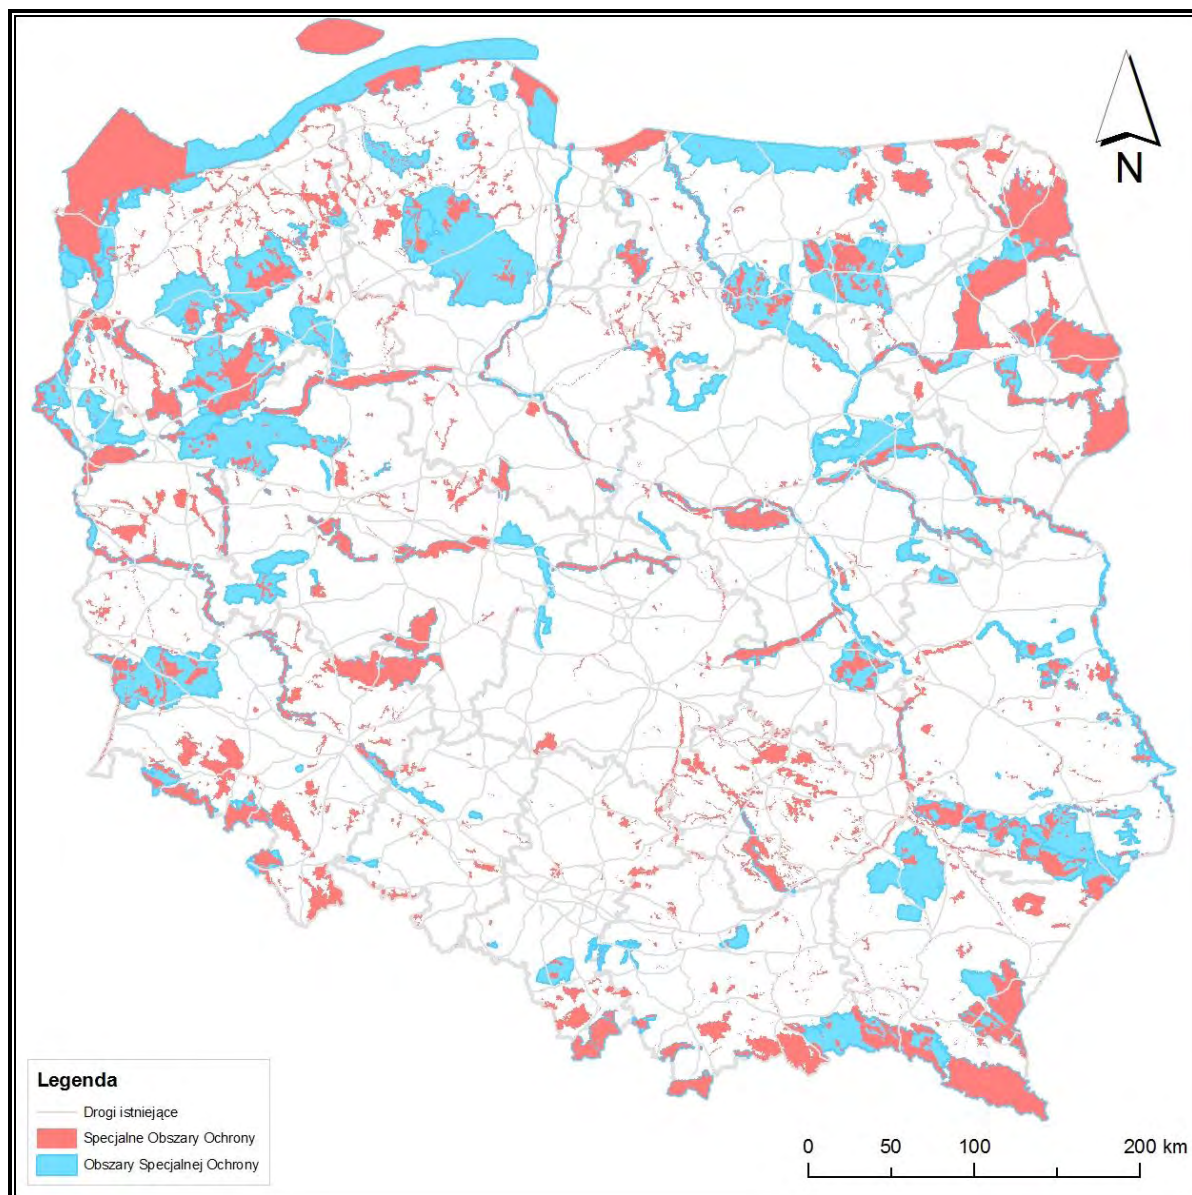 N
Legenda
Drogi istniejące
Specjalne Obszary Ochrony
Obszary Specjalnej Ochrony
0 50 100 200 km